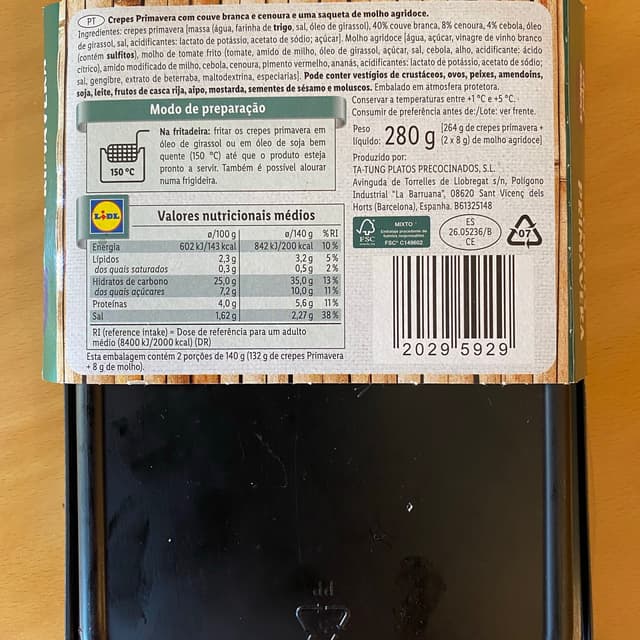 PT Crepes Primavera com couve branca e cenoura e uma saqueta de molho agridoce.
Ingredientes: crepes primavera [massa (água, farinha de trigo, sal, óleo de girassol), 40% couve branca, 8% cenoura, 4% cebola, óleo
de girassol, sal, acidificantes: lactato de potássio, acetato de sódio; açúcar]. Molho agridoce [água, açúcar, vinagre de vinho branco
(contém sulfitos), molho de tomate frito (tomate, amido de milho, óleo de girassol, açúcar, sal, cebola, alho, acidificante: ácido
cítrico), amido modificado de milho, cebola, cenoura, pimento vermelho, ananás, acidificantes: lactato de potássio, acetato de sódio;
sal, gengibre, extrato de beterraba, maltodextrina, especiarias]. Pode conter vestígios de crustáceos, ovos, peixes, amendoins,
soja, leite, frutos de casca rija, aipo, mostarda, sementes de sésamo e moluscos. Embalado em atmosfera protetora.
Modo de preparação
Na fritadeira: fritar os crepes primavera em
óleo de girassol ou em óleo de soja bem
quente (150 °C) até que o produto esteja
pronto a servir. Também é possível alourar
numa frigideira.
150 °C
Conservar a temperaturas entre +1 °C e +5 °C.
Consumir de preferência antes de:/Lote: ver frente.
Peso líquido: 280 g [264 g de crepes primavera +
(2 x 8 g) de molho agridoce]
Produzido por:
TA-TUNG PLATOS PRECOCINADOS, S.L.
Avinguda de Torrelles de Llobregat s/n, Polígono
Industrial "La Barruana", 08620 Sant Vicenç dels
Horts (Barcelona), Espanha. B61325148
LIDL
Valores nutricionais médios
ø/100 g ø/140 g %RI
Energia 602 kJ/143 kcal 842 kJ/200 kcal 10 %
Lípidos 2,3 g 3,2 g 5 %
dos quais saturados 0,3 g 0,5 g 2 %
Hidratos de carbono 25,0 g 35,0 g 13 %
dos quais açúcares 7,2 g 10,0 g 11 %
Proteínas 4,0 g 5,6 g 11 %
Sal 1,62 g 2,27 g 38 %
RI (reference intake) = Dose de referência para um adulto
médio (8400 kJ/2000 kcal) (DR)
Esta embalagem contém 2 porções de 140 g (132 g de crepes Primavera
+ 8 g de molho).
FSC
MIXTO
FSC® C149602
ES
26.05236/B
CE
07
2029 5929